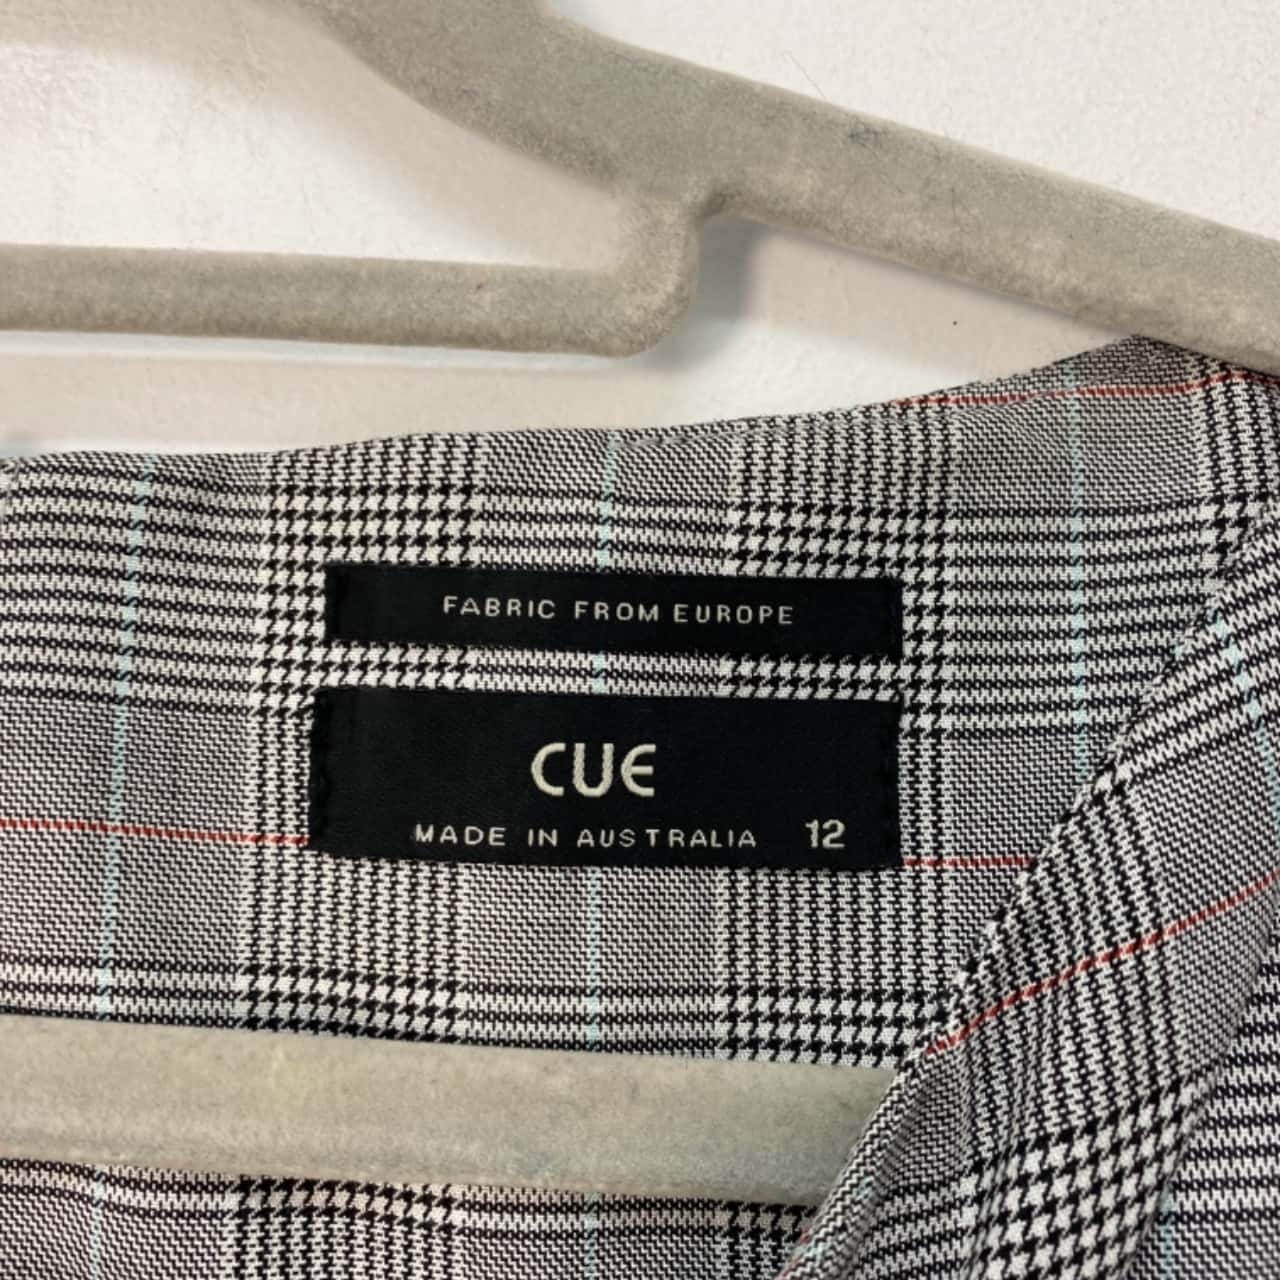 FABRIC FROM EUROPE
CUE
MADE IN AUSTRALIA 12